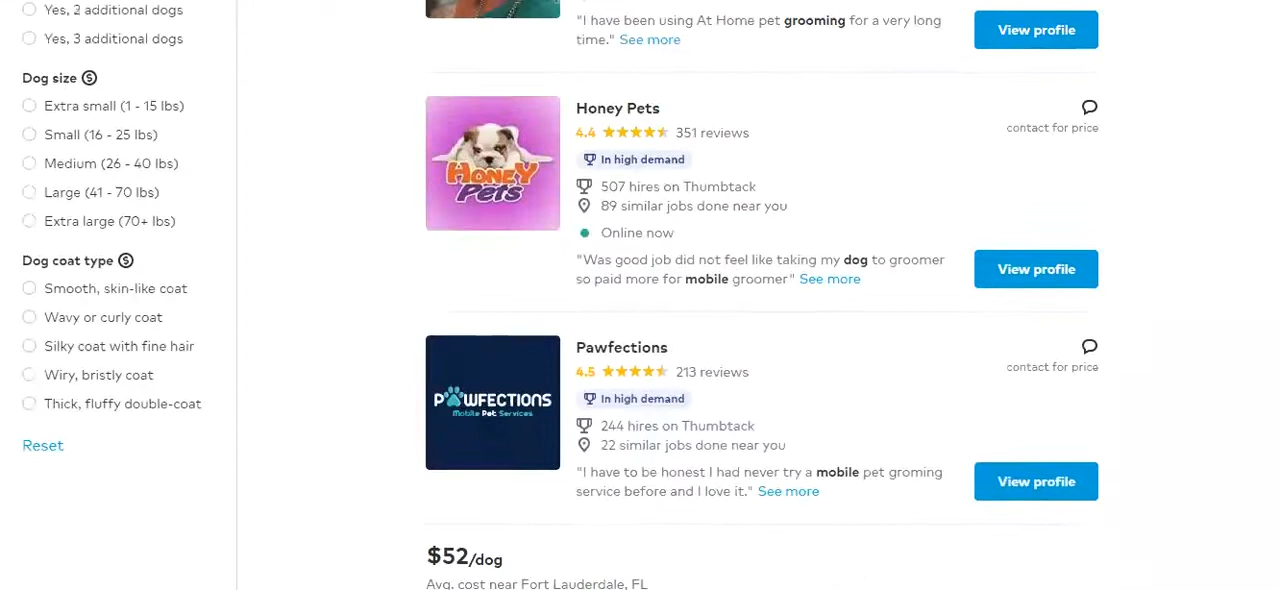 Yes, 2 additional dogs
Yes, 3 additional dogs
Dog size
Extra small (1 - 15 lbs)
Small (16 - 25 lbs)
Medium (26 - 40 lbs)
Large (41 - 70 lbs)
Extra large (70+ lbs)
Dog coat type
Smooth, skin-like coat
Wavy or curly coat
Silky coat with fine hair
Wiry, bristly coat
Thick, fluffy double-coat
Reset
"I have been using At Home pet grooming for a very long
time." See more
View profile
HONEY
Pets
Honey Pets
4.4 351 reviews
In high demand
507 hires on Thumbtack
89 similar jobs done near you
Online now
"Was good job did not feel like taking my dog to groomer
so paid more for mobile groomer" See more
contact for price
View profile
PAWFECTIONS
Mobile Pet Services
Pawfections
4.5 213 reviews
In high demand
244 hires on Thumbtack
22 similar jobs done near you
"I have to be honest I had never try a mobile pet groming
service before and I love it." See more
contact for price
View profile
$52/dog
Avg. cost near Fort Lauderdale, FL